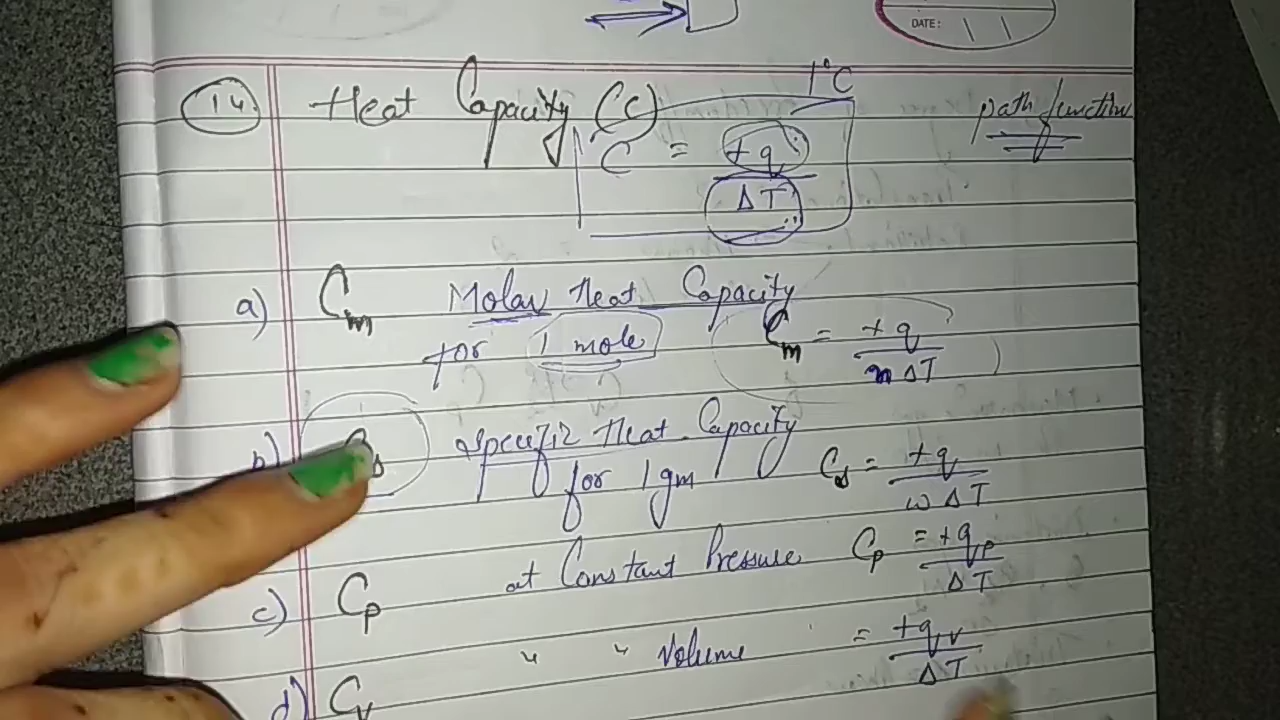 DATE:
1°C
14 Heat Capacity (C) path function
C = +q / ΔT
a) Cm Molar Heat Capacity
for 1 mole Cm = +q / n ΔT
b) Cs Specific Heat Capacity
for 1 gm Cs = +q / w ΔT
c) Cp at Constant Pressure Cp = +qp / ΔT
d) Cv " " Volume = +qv / ΔT